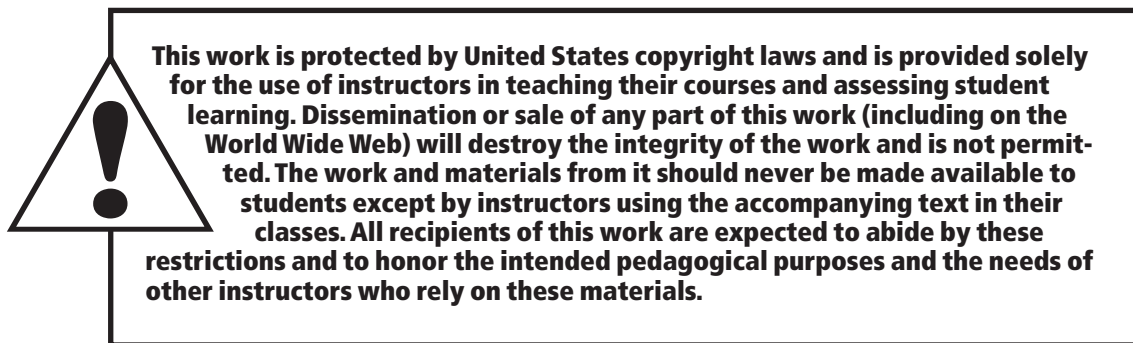 This work is protected by United States copyright laws and is provided solely
for the use of instructors in teaching their courses and assessing student
learning. Dissemination or sale of any part of this work (including on the
World Wide Web) will destroy the integrity of the work and is not permit-
ted. The work and materials from it should never be made available to
students except by instructors using the accompanying text in their
classes. All recipients of this work are expected to abide by these
restrictions and to honor the intended pedagogical purposes and the needs of
other instructors who rely on these materials.